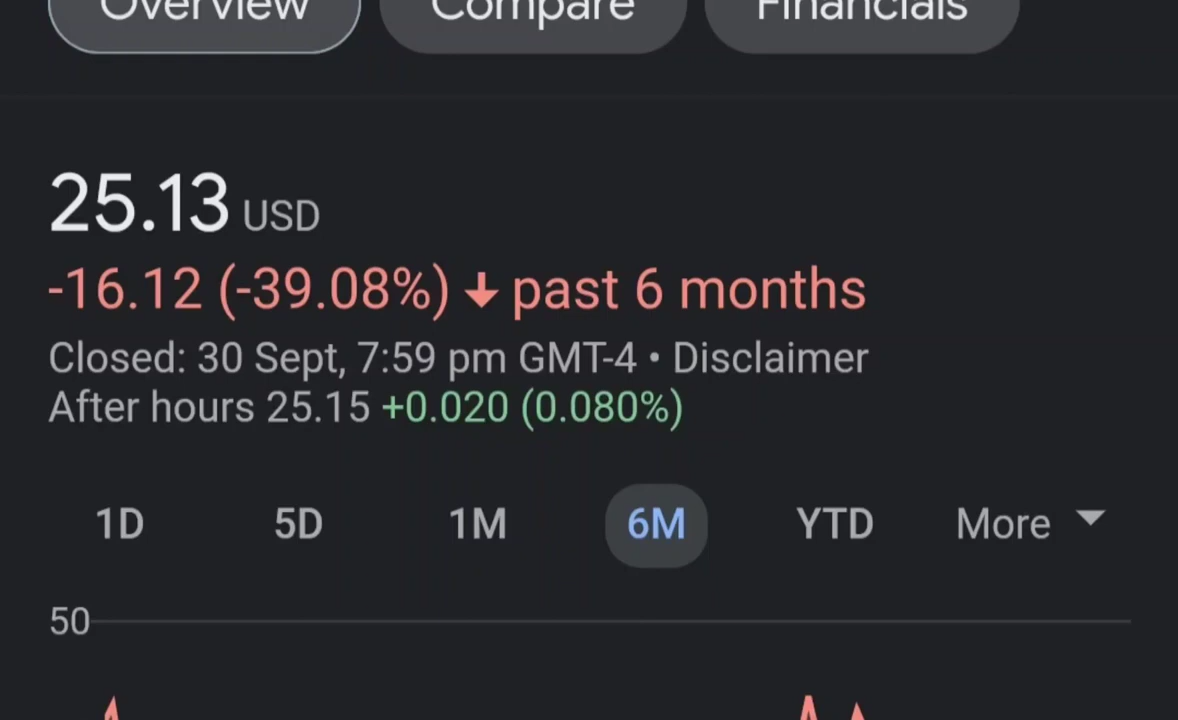 Overview Compare Financials
25.13 USD
-16.12 (-39.08%) ↓ past 6 months
Closed: 30 Sept, 7:59 pm GMT-4 • Disclaimer
After hours 25.15 +0.020 (0.080%)
1D 5D 1M 6M YTD More
50